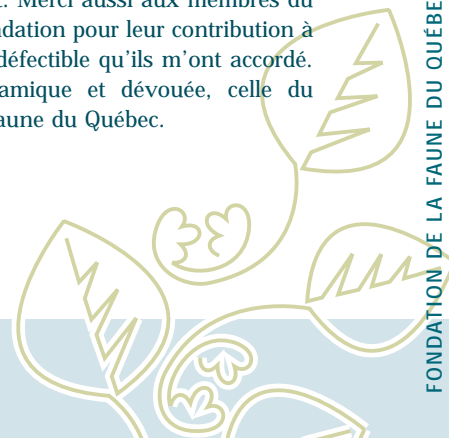 . Merci aussi aux membres du
ndation pour leur contribution à
défectible qu'ils m'ont accordé.
amique et dévouée, celle du
aune du Québec.
FONDATION DE LA FAUNE DU QUÉBE